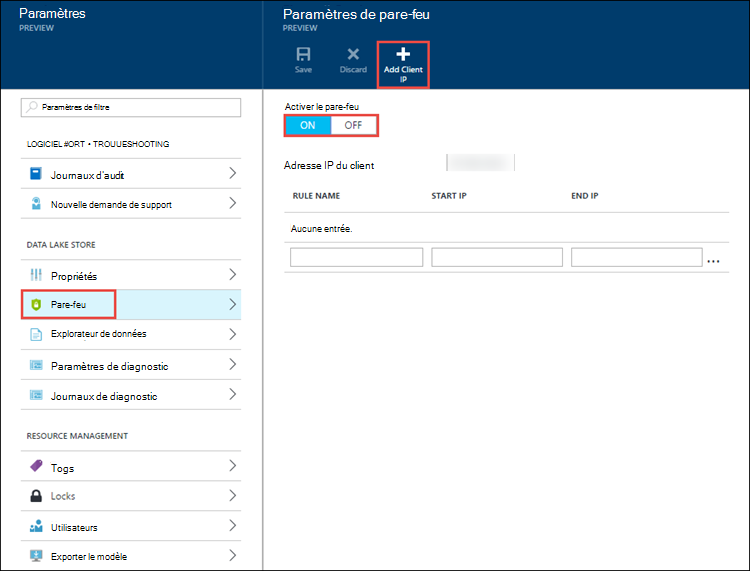 Paramètres
PREVIEW
Paramètres de filtre
LOGICIEL #ORT • TROUUESHOOTING
Journaux d'audit
Nouvelle demande de support
DATA LAKE STORE
Propriétés
Pare-feu
Explorateur de données
Paramètres de diagnostic
Journaux de diagnostic
RESOURCE MANAGEMENT
Togs
Locks
Utilisateurs
Exporter le modèle
Paramètres de pare-feu
PREVIEW
Save Discard Add Client IP
Activer le pare-feu
ON OFF
Adresse IP du client
RULE NAME START IP END IP
Aucune entrée.
...